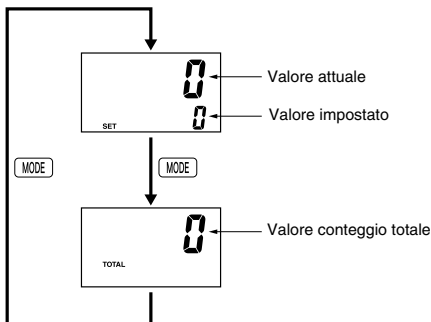 0
Valore attuale
0
Valore impostato
SET
MODE
MODE
0
Valore conteggio totale
TOTAL